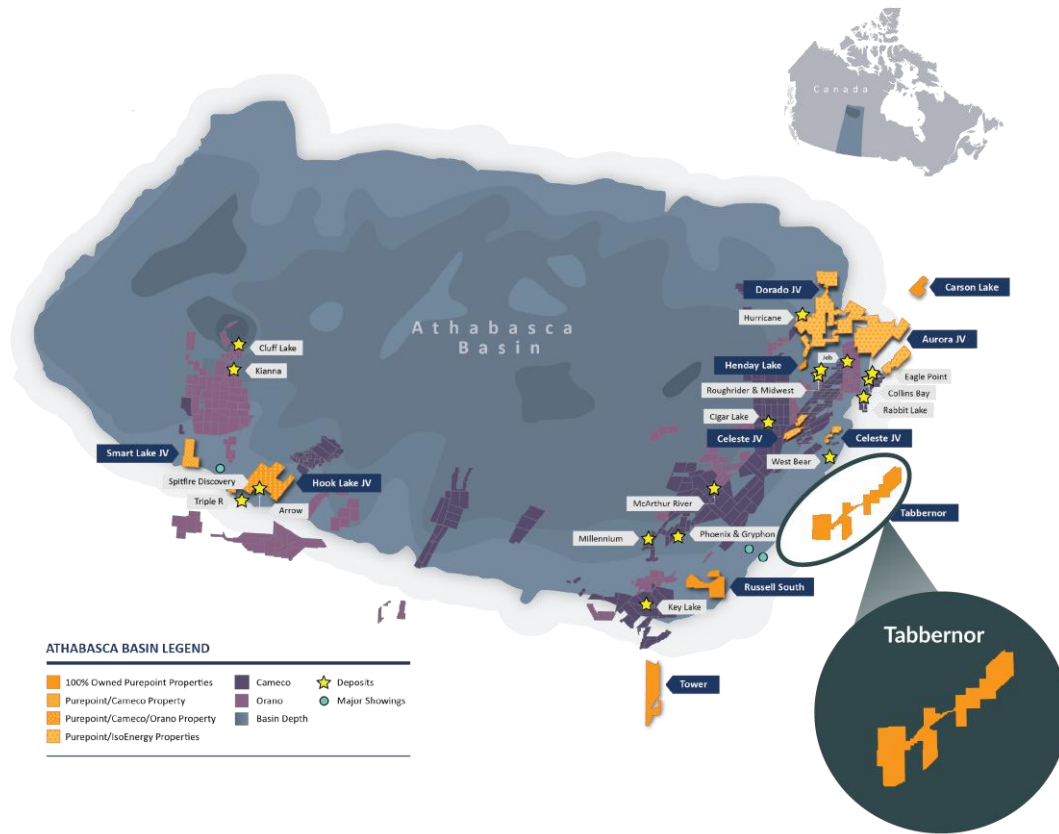 Canada
Dorado JV
Carson Lake
Hurricane
Athabasca
Basin
Aurora JV
Cluff Lake
Henday Lake
Jeb
Kianna
Eagle Point
Roughrider & Midwest
Collins Bay
Rabbit Lake
Cigar Lake
Celeste JV
Celeste JV
Smart Lake JV
West Bear
Spitfire Discovery
Hook Lake JV
Triple R
Arrow
McArthur River
Tabbernor
Millennium
Phoenix & Gryphon
Russell South
Key Lake
Tabbernor
ATHABASCA BASIN LEGEND
100% Owned Purepoint Properties
Cameco
Deposits
Purepoint/Cameco Property
Orano
Major Showings
Purepoint/Cameco/Orano Property
Basin Depth
Purepoint/IsoEnergy Properties
Tower